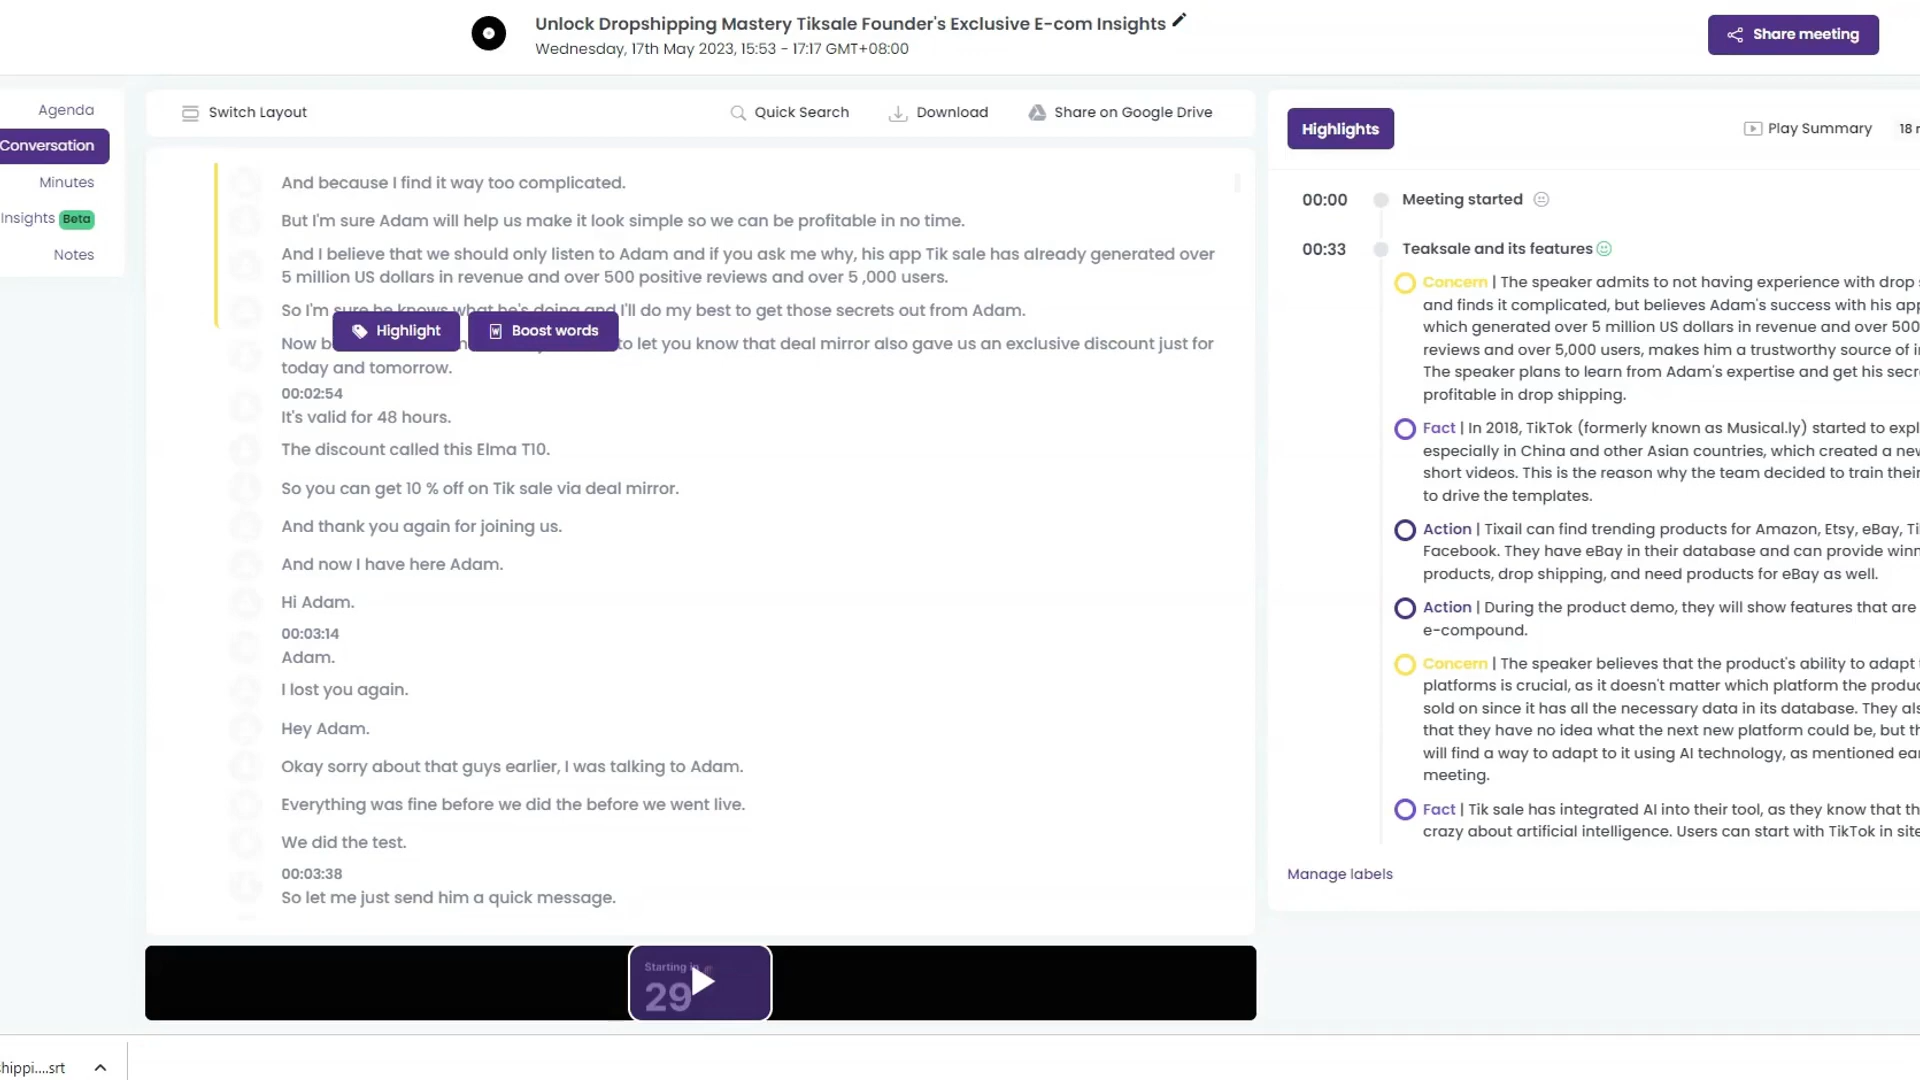 Unlock Dropshipping Mastery Tiksale Founder's Exclusive E-com Insights
Wednesday, 17th May 2023, 15:53 - 17:17 GMT+08:00
Share meeting
Agenda
Conversation
Minutes
Insights Beta
Notes
Switch Layout
Quick Search
Download
Share on Google Drive
And because I find it way too complicated.
But I'm sure Adam will help us make it look simple so we can be profitable in no time.
And I believe that we should only listen to Adam and if you ask me why, his app Tik sale has already generated over
5 million US dollars in revenue and over 500 positive reviews and over 5 ,000 users.
So I'm sure he knows what he's doing and I'll do my best to get those secrets out from Adam.
Highlight
Boost words
Now to let you know that deal mirror also gave us an exclusive discount just for
today and tomorrow.
00:02:54
It's valid for 48 hours.
The discount called this Elma T10.
So you can get 10 % off on Tik sale via deal mirror.
And thank you again for joining us.
And now I have here Adam.
Hi Adam.
00:03:14
Adam.
I lost you again.
Hey Adam.
Okay sorry about that guys earlier, I was talking to Adam.
Everything was fine before we did the before we went live.
We did the test.
00:03:38
So let me just send him a quick message.
Starting in
29
Highlights
Play Summary
18
00:00 Meeting started
00:33 Teaksale and its features
Concern | The speaker admits to not having experience with drop
and finds it complicated, but believes Adam's success with his app
which generated over 5 million US dollars in revenue and over 500
reviews and over 5,000 users, makes him a trustworthy source of
The speaker plans to learn from Adam's expertise and get his
profitable in drop shipping.
Fact | In 2018, TikTok (formerly known as Musical.ly) started to
especially in China and other Asian countries, which created a
short videos. This is the reason why the team decided to train their
to drive the templates.
Action | Tixail can find trending products for Amazon, Etsy, eBay,
Facebook. They have eBay in their database and can provide
products, drop shipping, and need products for eBay as well.
Action | During the product demo, they will show features that are
e-compound.
Concern | The speaker believes that the product's ability to adapt
platforms is crucial, as it doesn't matter which platform the
sold on since it has all the necessary data in its database. They
that they have no idea what the next new platform could be, but
will find a way to adapt to it using AI technology, as mentioned
meeting.
Fact | Tik sale has integrated AI into their tool, as they know that
crazy about artificial intelligence. Users can start with TikTok in
Manage labels
hippi....srt